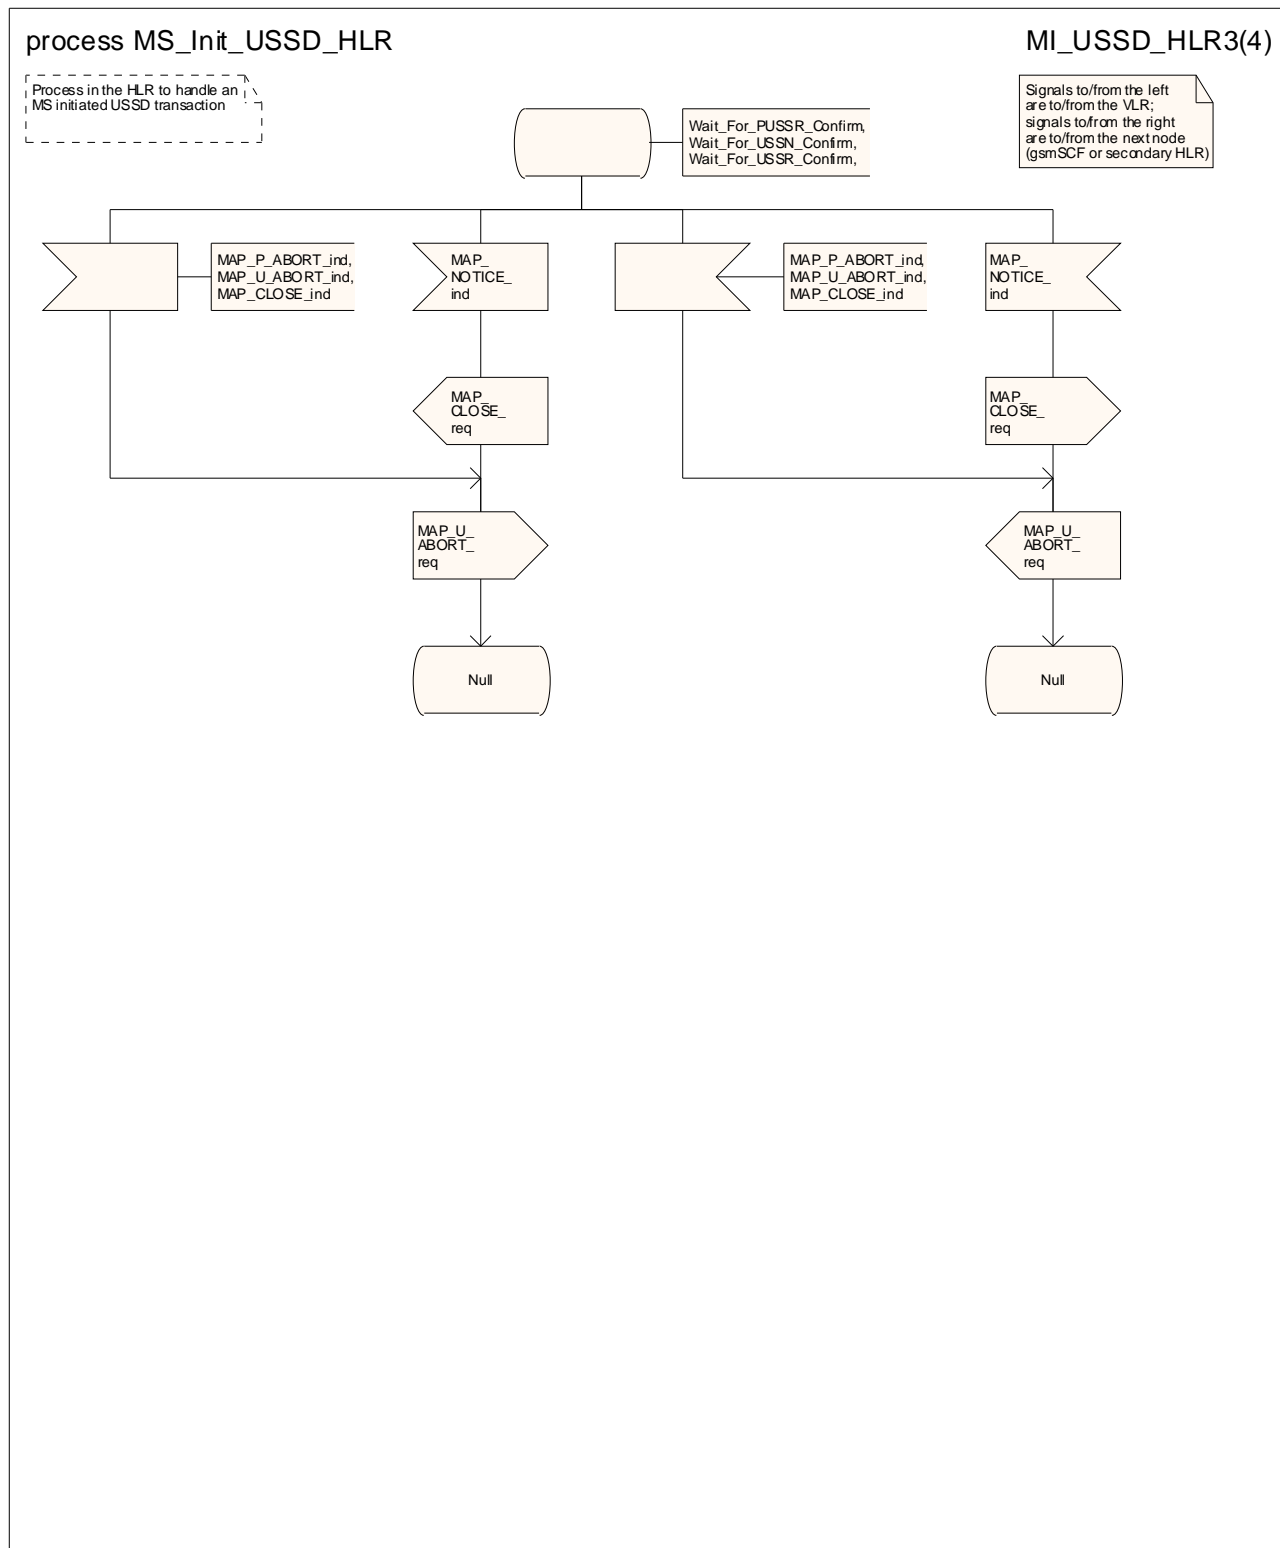 process MS_Init_USSD_HLR
MI_USSD_HLR3(4)
Process in the HLR to handle an
MS initiated USSD transaction
Signals to/from the left
are to/from the VLR;
signals to/from the right
are to/from the next node
(gsmSCF or secondary HLR)
Wait_For_PUSSR_Confirm,
Wait_For_USSN_Confirm,
Wait_For_USSR_Confirm,
MAP_P_ABORT_ind,
MAP_U_ABORT_ind,
MAP_CLOSE_ind
MAP_
NOTICE_
ind
MAP_P_ABORT_ind,
MAP_U_ABORT_ind,
MAP_CLOSE_ind
MAP_
NOTICE_
ind
MAP_
CLOSE_
req
MAP_
CLOSE_
req
MAP_U_
ABORT_
req
MAP_U_
ABORT_
req
Null
Null